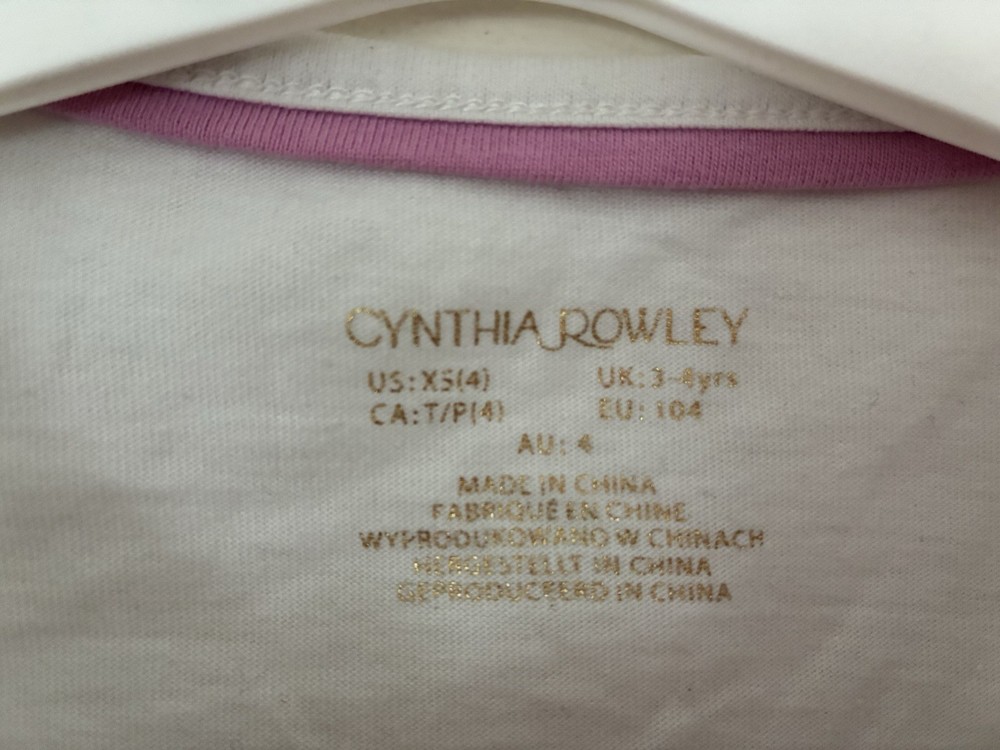 CYNTHIA ROWLEY
US: XS(4) UK: 3-4yrs
CA: T/P(4) EU: 104
AU: 4
MADE IN CHINA
FABRIQUÉ EN CHINE
WYPRODUKOWANO W CHINACH
HERGESTELLT IN CHINA
GEPRODUCEERD IN CHINA